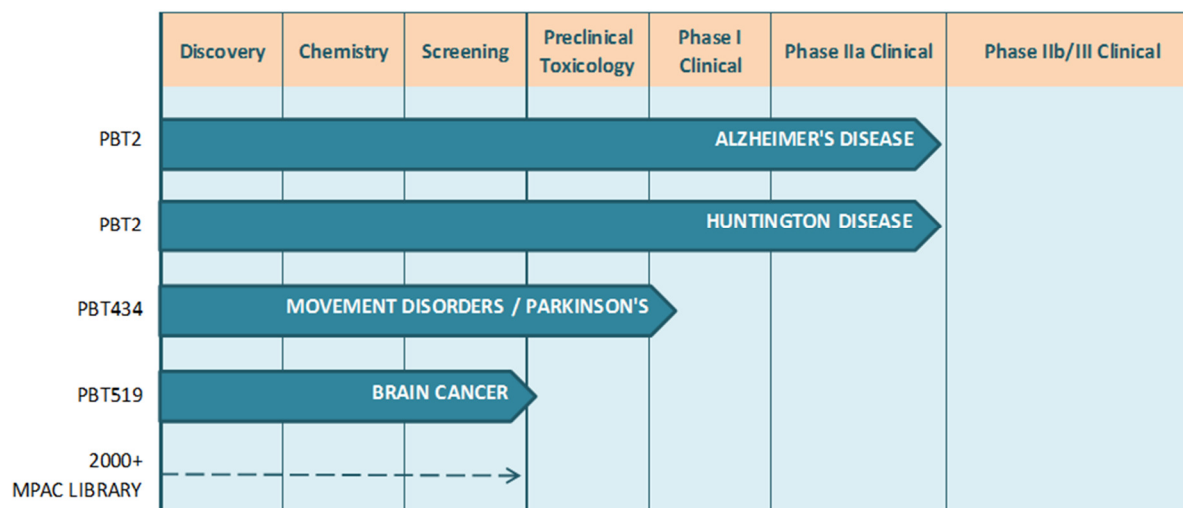 Discovery
Chemistry
Screening
Preclinical
Toxicology
Phase I
Clinical
Phase IIa Clinical
Phase IIb/III Clinical
PBT2
ALZHEIMER'S DISEASE
PBT2
HUNTINGTON DISEASE
PBT434
MOVEMENT DISORDERS / PARKINSON'S
PBT519
BRAIN CANCER
2000+
MPAC LIBRARY